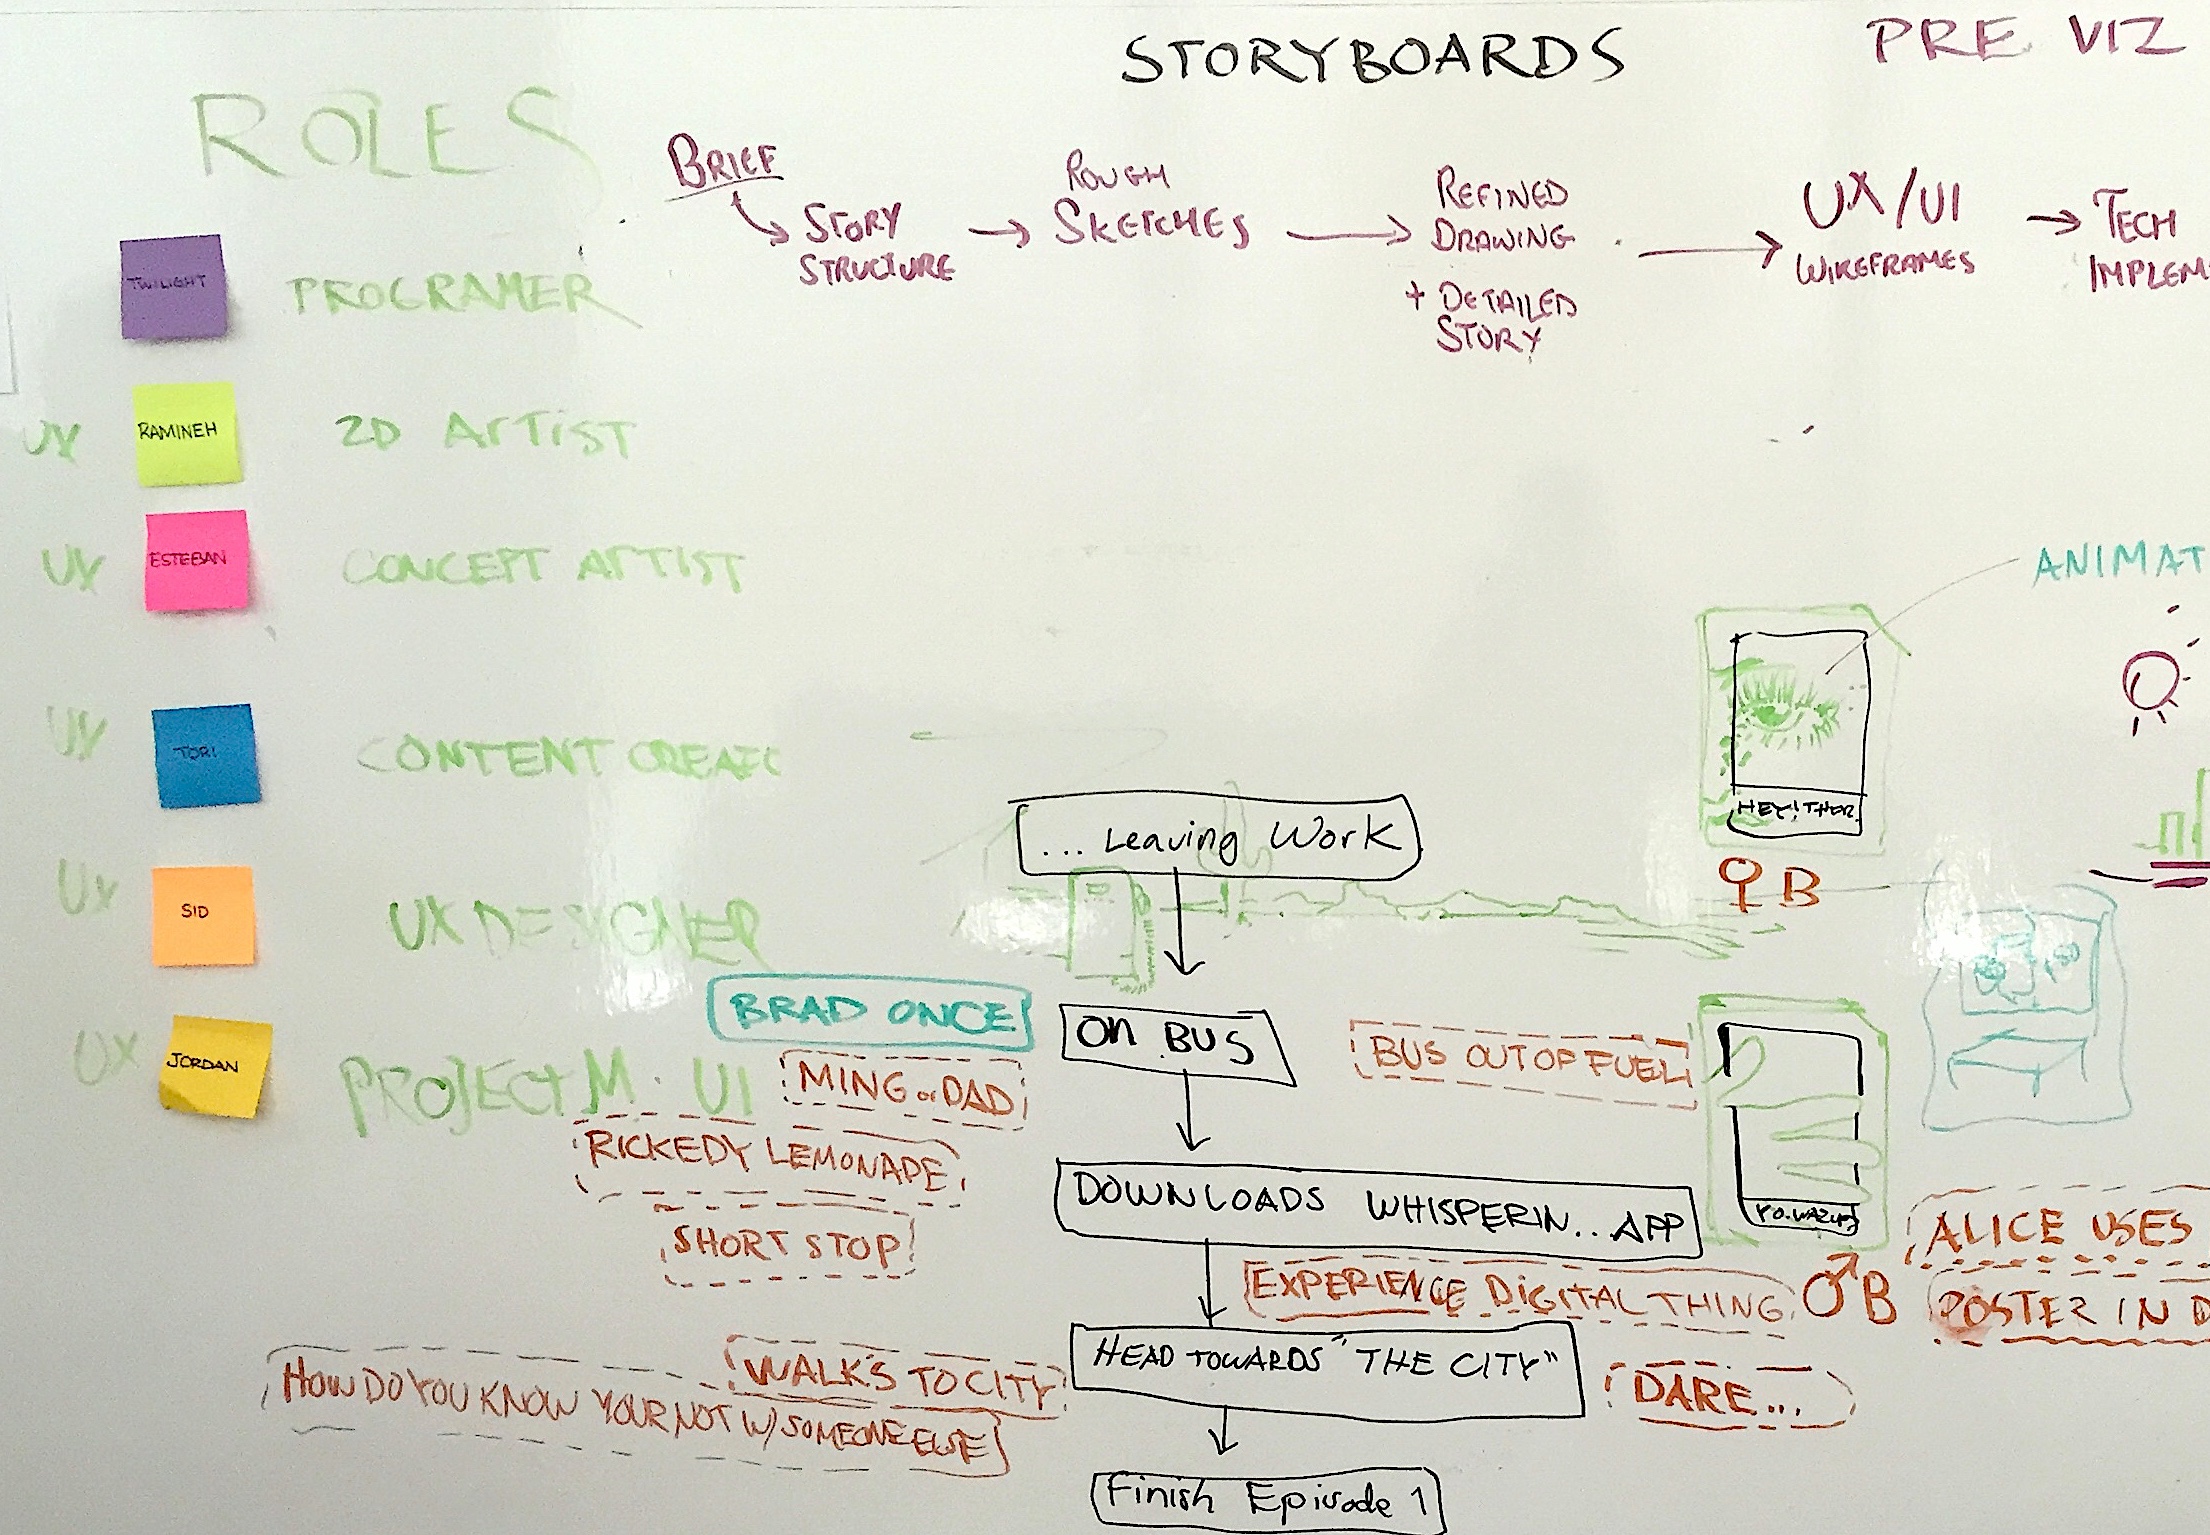 STORYBOARDS
PRE VIZ
ROLES
BRIEF
STORY
STRUCTURE
ROUGH
SKETCHES
REFINED
DRAWING
+ DETAILED
STORY
UX/UI
WIREFRAMES
TECH
IMPLEM
TWILIGHT
PROGRAMER
UX
RAMINEH
2D ARTIST
UX
ESTEBAN
CONCEPT ARTIST
UX
TORI
CONTENT CREATO
UX
SID
UX DESIGNER
UX
JORDAN
PROJECT M. UI
ANIMAT
HEY! THER
♀ B
... Leaving Work
BRAD ONCE
ON BUS
BUS OUT OF FUEL
MING or DAD
RICKEDY LEMONADE
SHORT STOP
DOWNLOADS WHISPERIN... APP
♂ B
ALICE USES
POSTER IN D
EXPERIENCE DIGITAL THING
HEAD TOWARDS "THE CITY"
WALKS TO CITY
HOW DO YOU KNOW YOUR NOT W/ SOMEONE ELSE
DARE...
Finish Episode 1